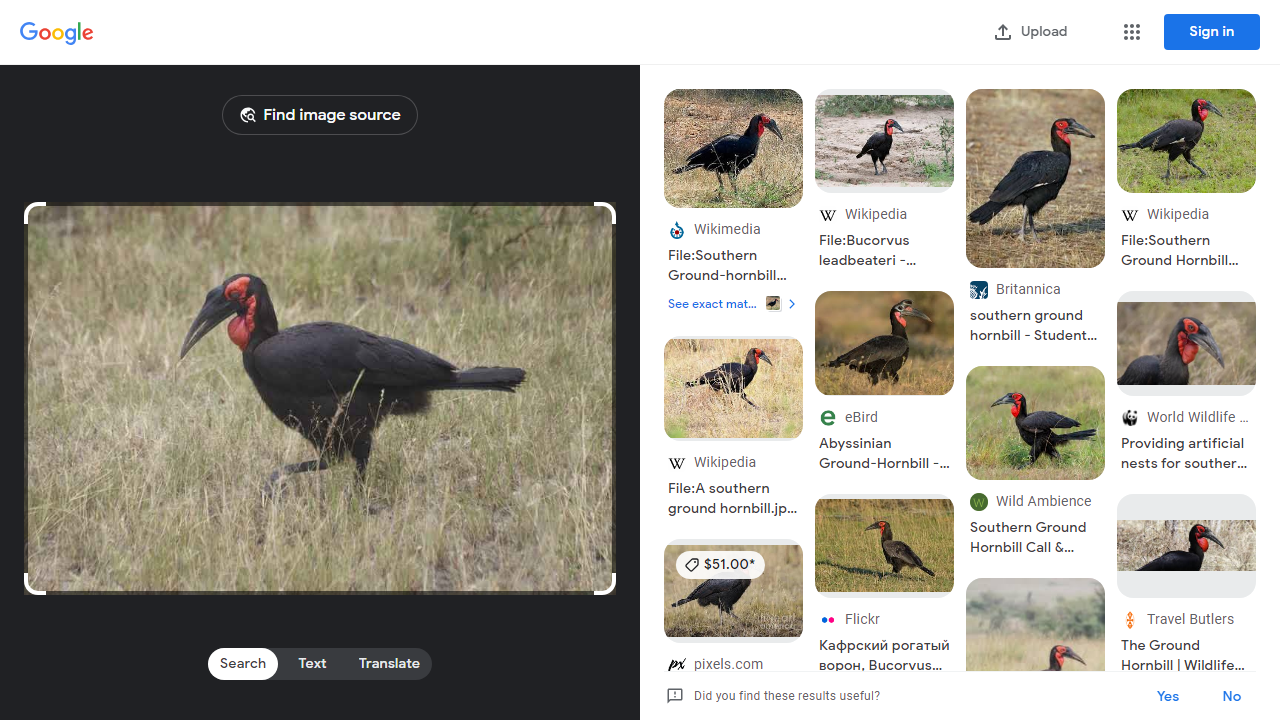 Google
Upload
Sign in
Find image source
Search
Text
Translate
Wikimedia
File:Southern
Ground-hornbill...
See exact mat...
Wikipedia
File:A southern
ground hornbill.jp...
$51.00*
pixels.com
Wikipedia
File:Bucorvus
leadbeateri -...
eBird
Abyssinian
Ground-Hornbill -...
Flickr
Кафрский рогатый
ворон, Bucorvus...
Britannica
southern ground
hornbill - Student...
Wild Ambience
Southern Ground
Hornbill Call &...
Wikipedia
File:Southern
Ground Hornbill...
World Wildlife ...
Providing artificial
nests for souther...
Travel Butlers
The Ground
Hornbill | Wildlife...
Did you find these results useful?
Yes
No